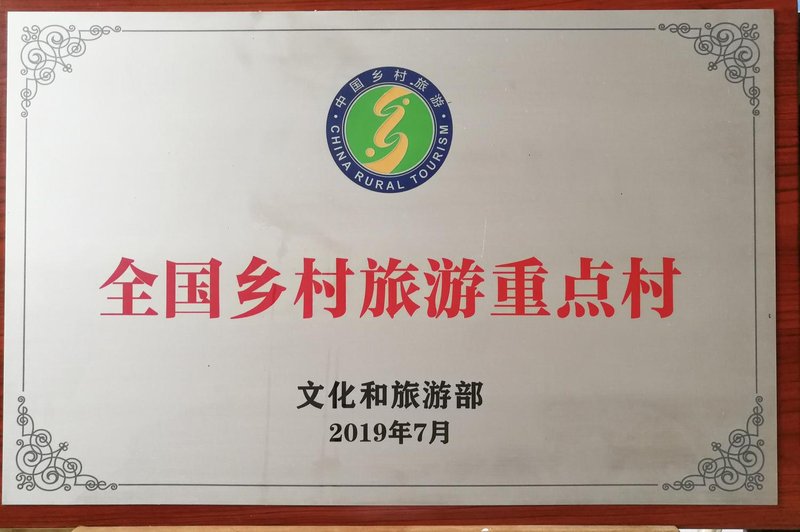 中国乡村旅游
CHINA RURAL TOURISM
全国乡村旅游重点村
文化和旅游部
2019年7月